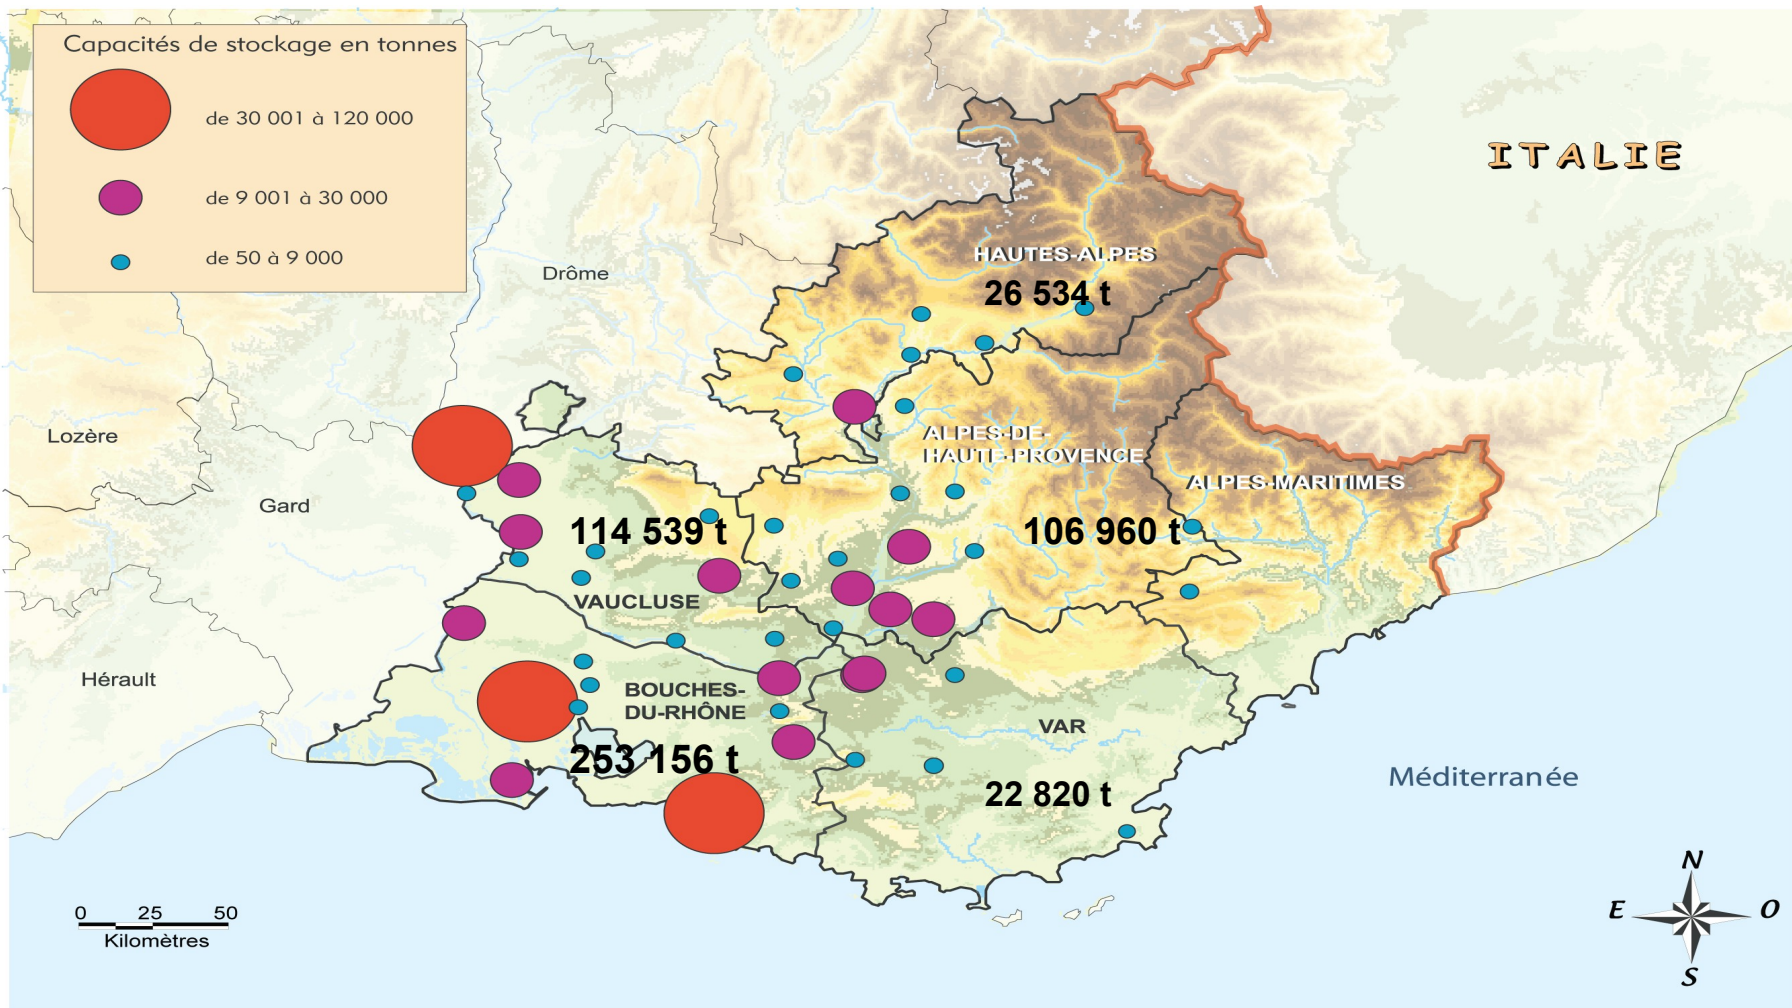 Capacités de stockage en tonnes
de 30 001 à 120 000
de 9 001 à 30 000
de 50 à 9 000
ITALIE
HAUTES-ALPES
26 534 t
Drôme
Lozère
ALPES-DE-
HAUTE-PROVENCE
ALPES-MARITIMES
Gard
114 539 t
106 960 t
VAUCLUSE
Hérault
BOUCHES-
DU-RHÔNE
VAR
253 156 t
22 820 t
Méditerranée
N
E
O
S
0 25 50
Kilomètres